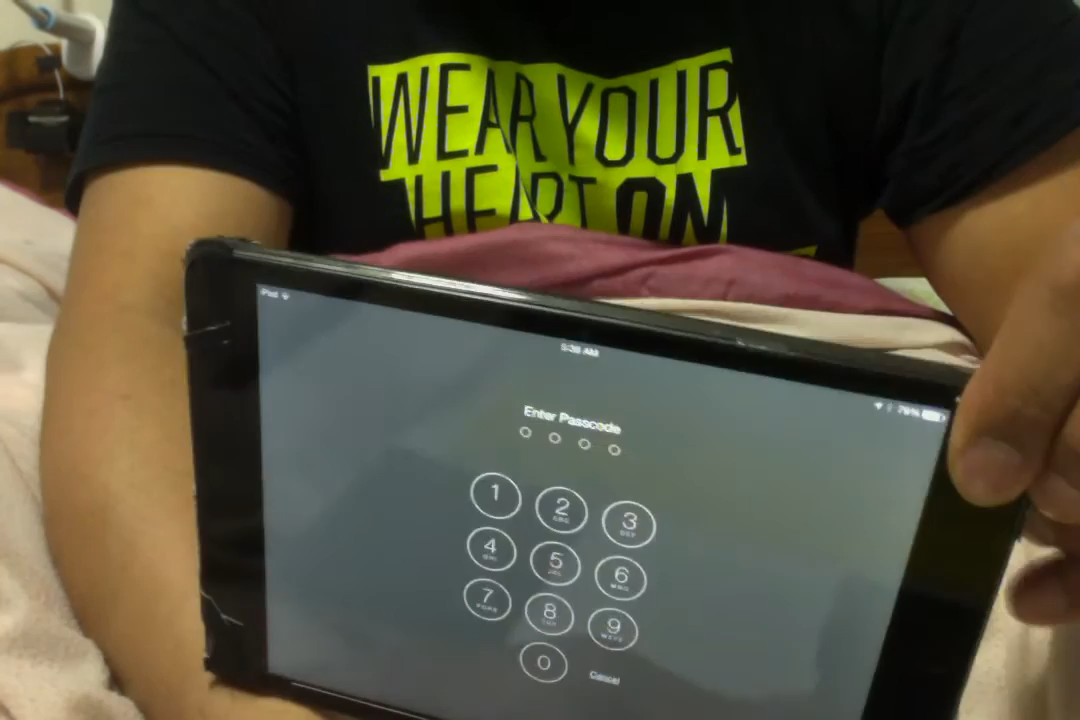 WEAR YOUR
HEART ON
iPad
5:38 AM
76%
Enter Passcode
1
2
ABC
3
DEF
4
GHI
5
JKL
6
MNO
7
PQRS
8
TUV
9
WXYZ
0
Cancel